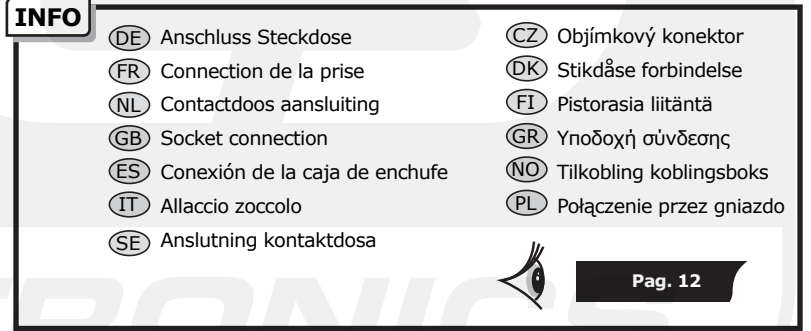 INFO
DE Anschluss Steckdose
FR Connection de la prise
NL Contactdoos aansluiting
GB Socket connection
ES Conexión de la caja de enchufe
IT Allaccio zoccolo
SE Anslutning kontaktdosa
CZ Objímkový konektor
DK Stikdåse forbindelse
FI Pistorasia liitäntä
GR Υποδοχή σύνδεσης
NO Tilkobling koblingsboks
PL Połączenie przez gniazdo
Pag. 12